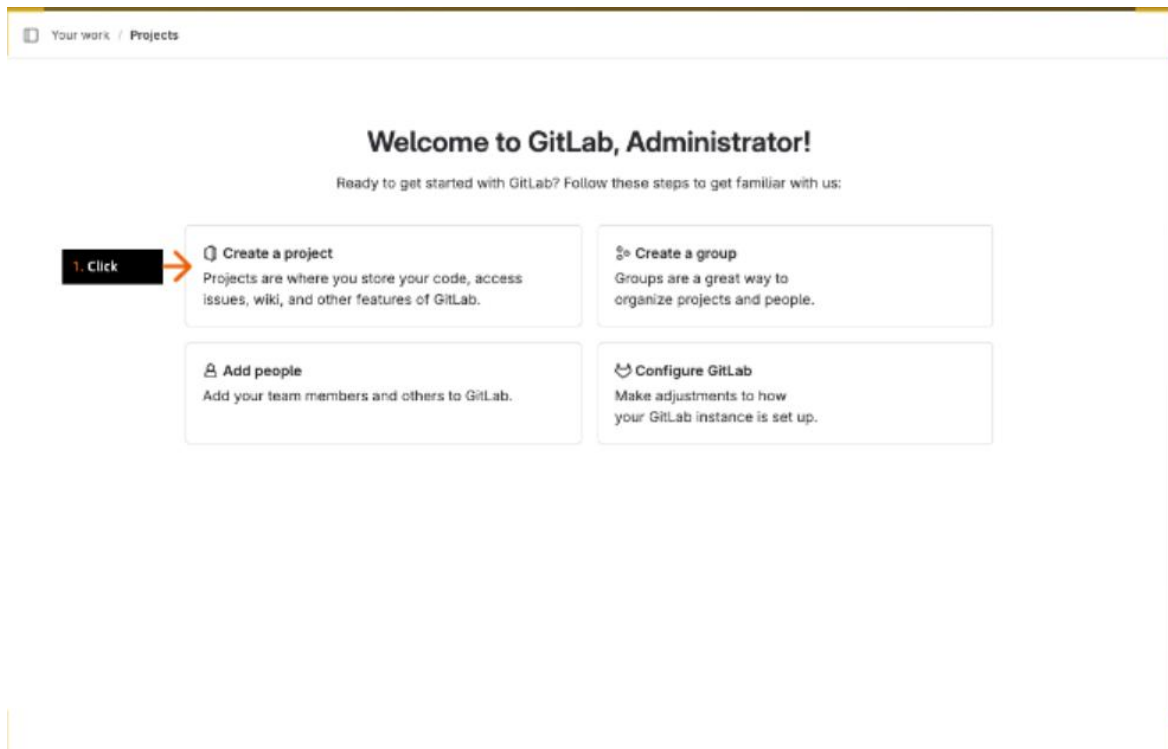 Your work / Projects
Welcome to GitLab, Administrator!
Ready to get started with GitLab? Follow these steps to get familiar with us:
1. Click
Create a project
Projects are where you store your code, access
issues, wiki, and other features of GitLab.
Create a group
Groups are a great way to
organize projects and people.
Add people
Add your team members and others to GitLab.
Configure GitLab
Make adjustments to how
your GitLab instance is set up.